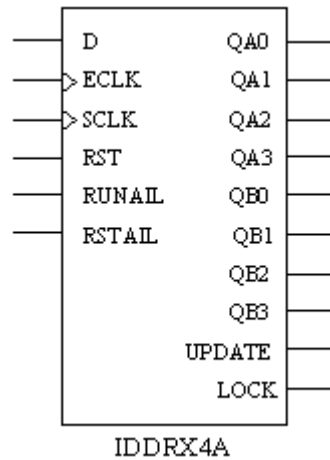 D QA0
ECLK QA1
SCLK QA2
RST QA3
RUNAIL QB0
RSTAIL QB1
QB2
QB3
UPDATE
LOCK
IDDRX4A